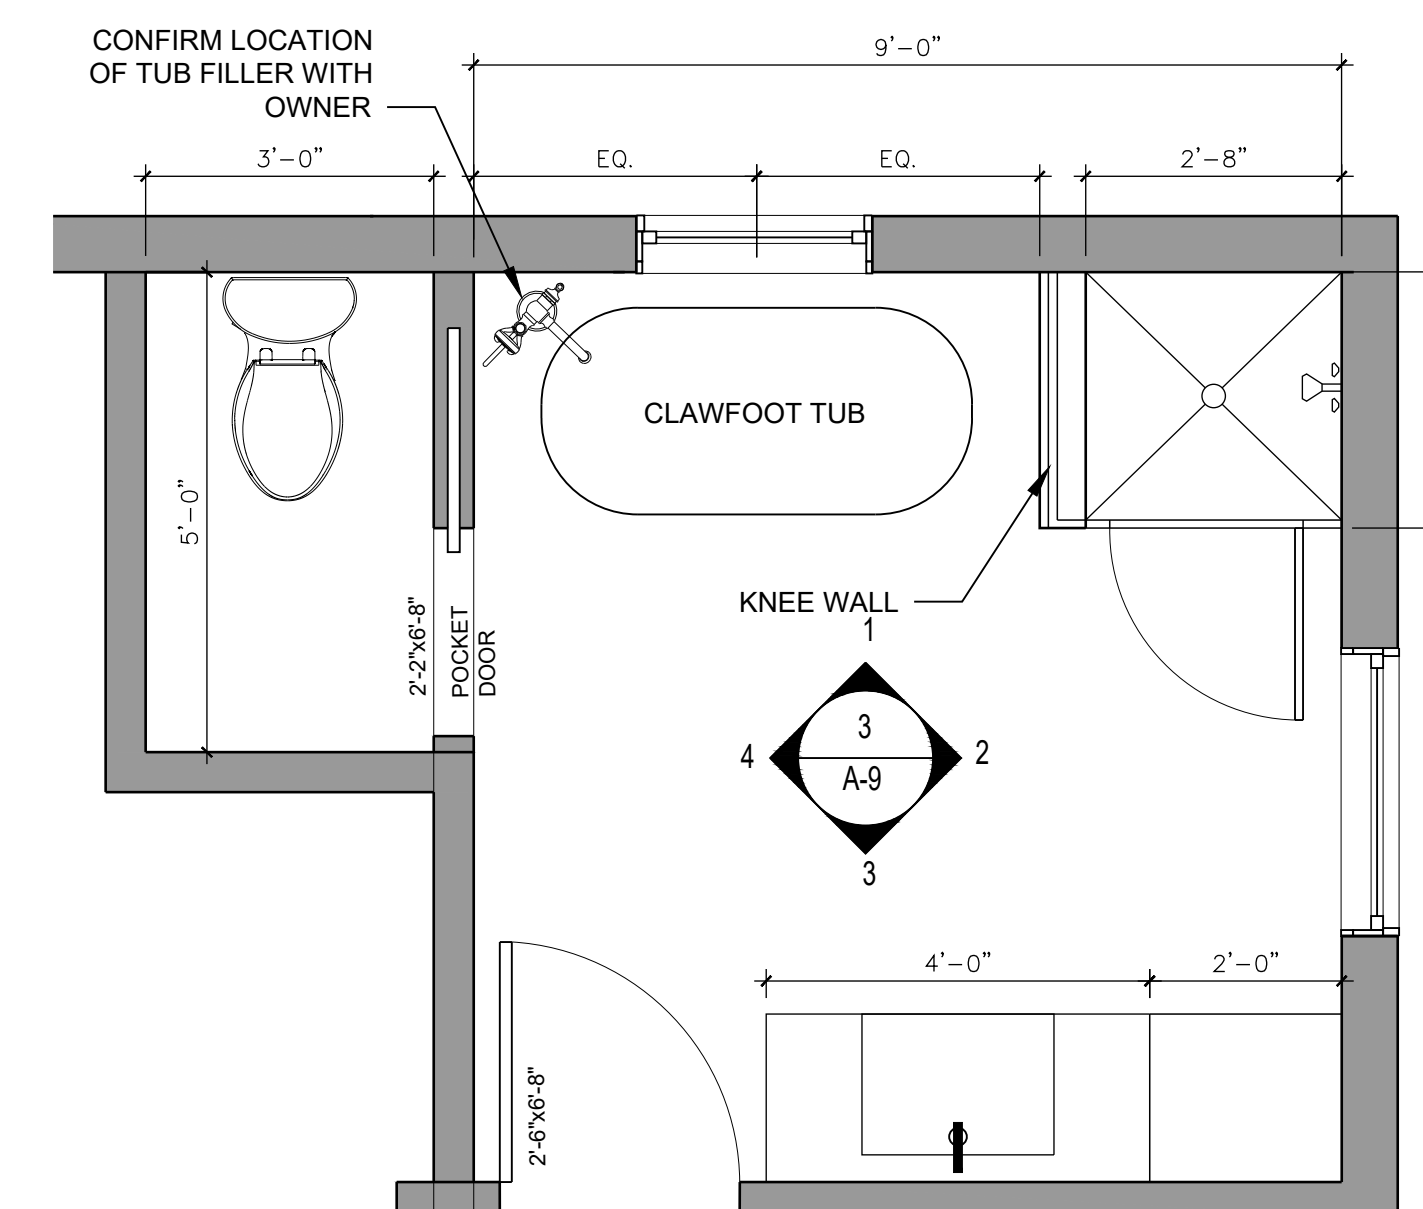 CONFIRM LOCATION
OF TUB FILLER WITH
OWNER
9'-0"
3'-0"
EQ.
EQ.
2'-8"
CLAWFOOT TUB
5'-0"
2'-2"x6'-8"
POCKET
DOOR
KNEE WALL
1
3
4
2
A-9
3
4'-0"
2'-0"
2'-6"x6'-8"